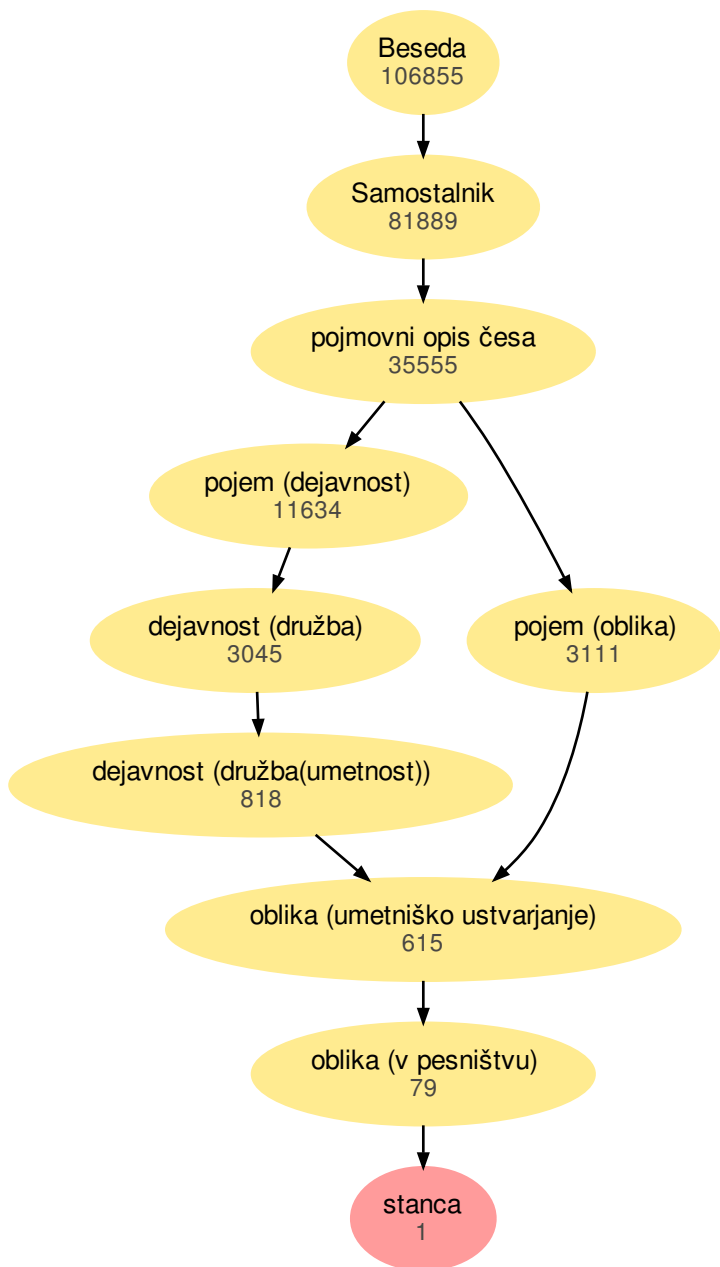 Beseda
106855
Samostalnik
81889
pojmovni opis česa
35555
pojem (dejavnost)
11634
dejavnost (družba)
3045
pojem (oblika)
3111
dejavnost (družba(umetnost))
818
oblika (umetniško ustvarjanje)
615
oblika (v pesništvu)
79
stanca
1